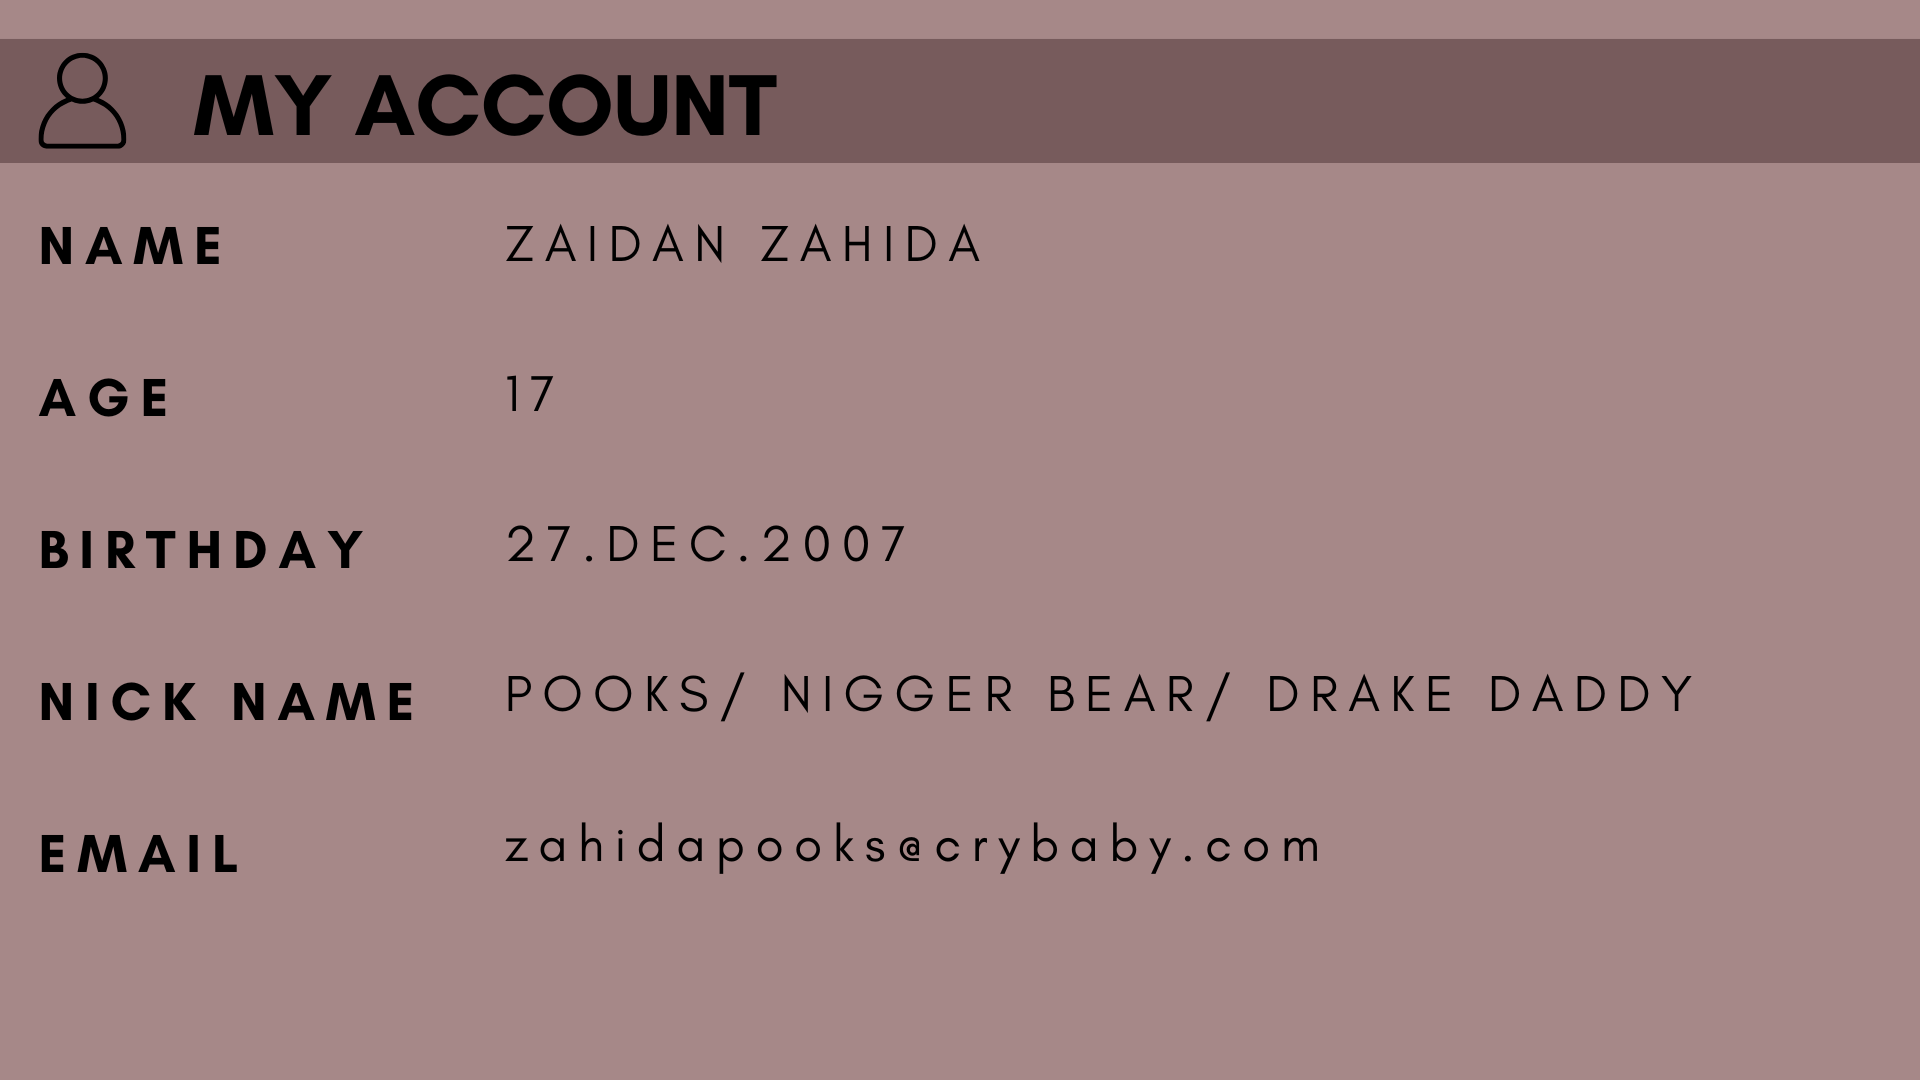 MY ACCOUNT
NAME ZAIDAN ZAHIDA
AGE 17
BIRTHDAY 27.DEC.2007
NICK NAME POOKS/ NIGGER BEAR/ DRAKE DADDY
EMAIL zahidapooks@crybaby.com